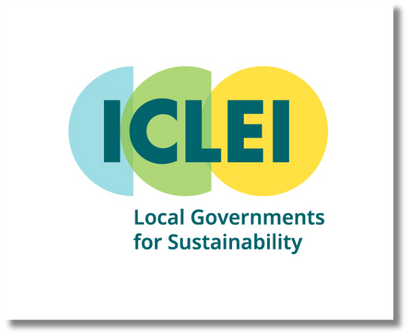 ICLEI
Local Governments
for Sustainability